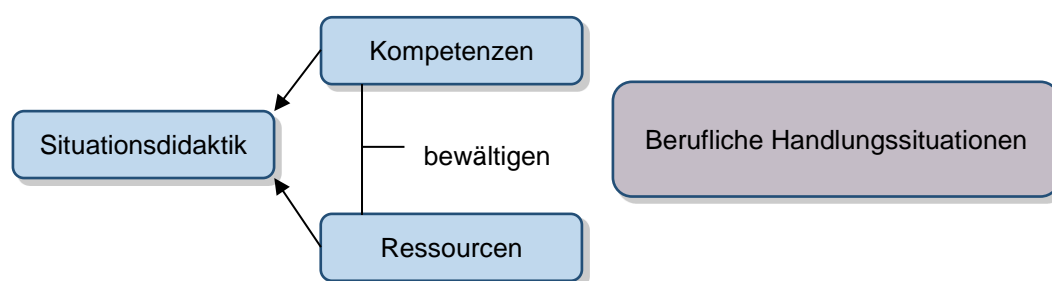 Kompetenzen
Situationsdidaktik
bewältigen
Berufliche Handlungssituationen
Ressourcen